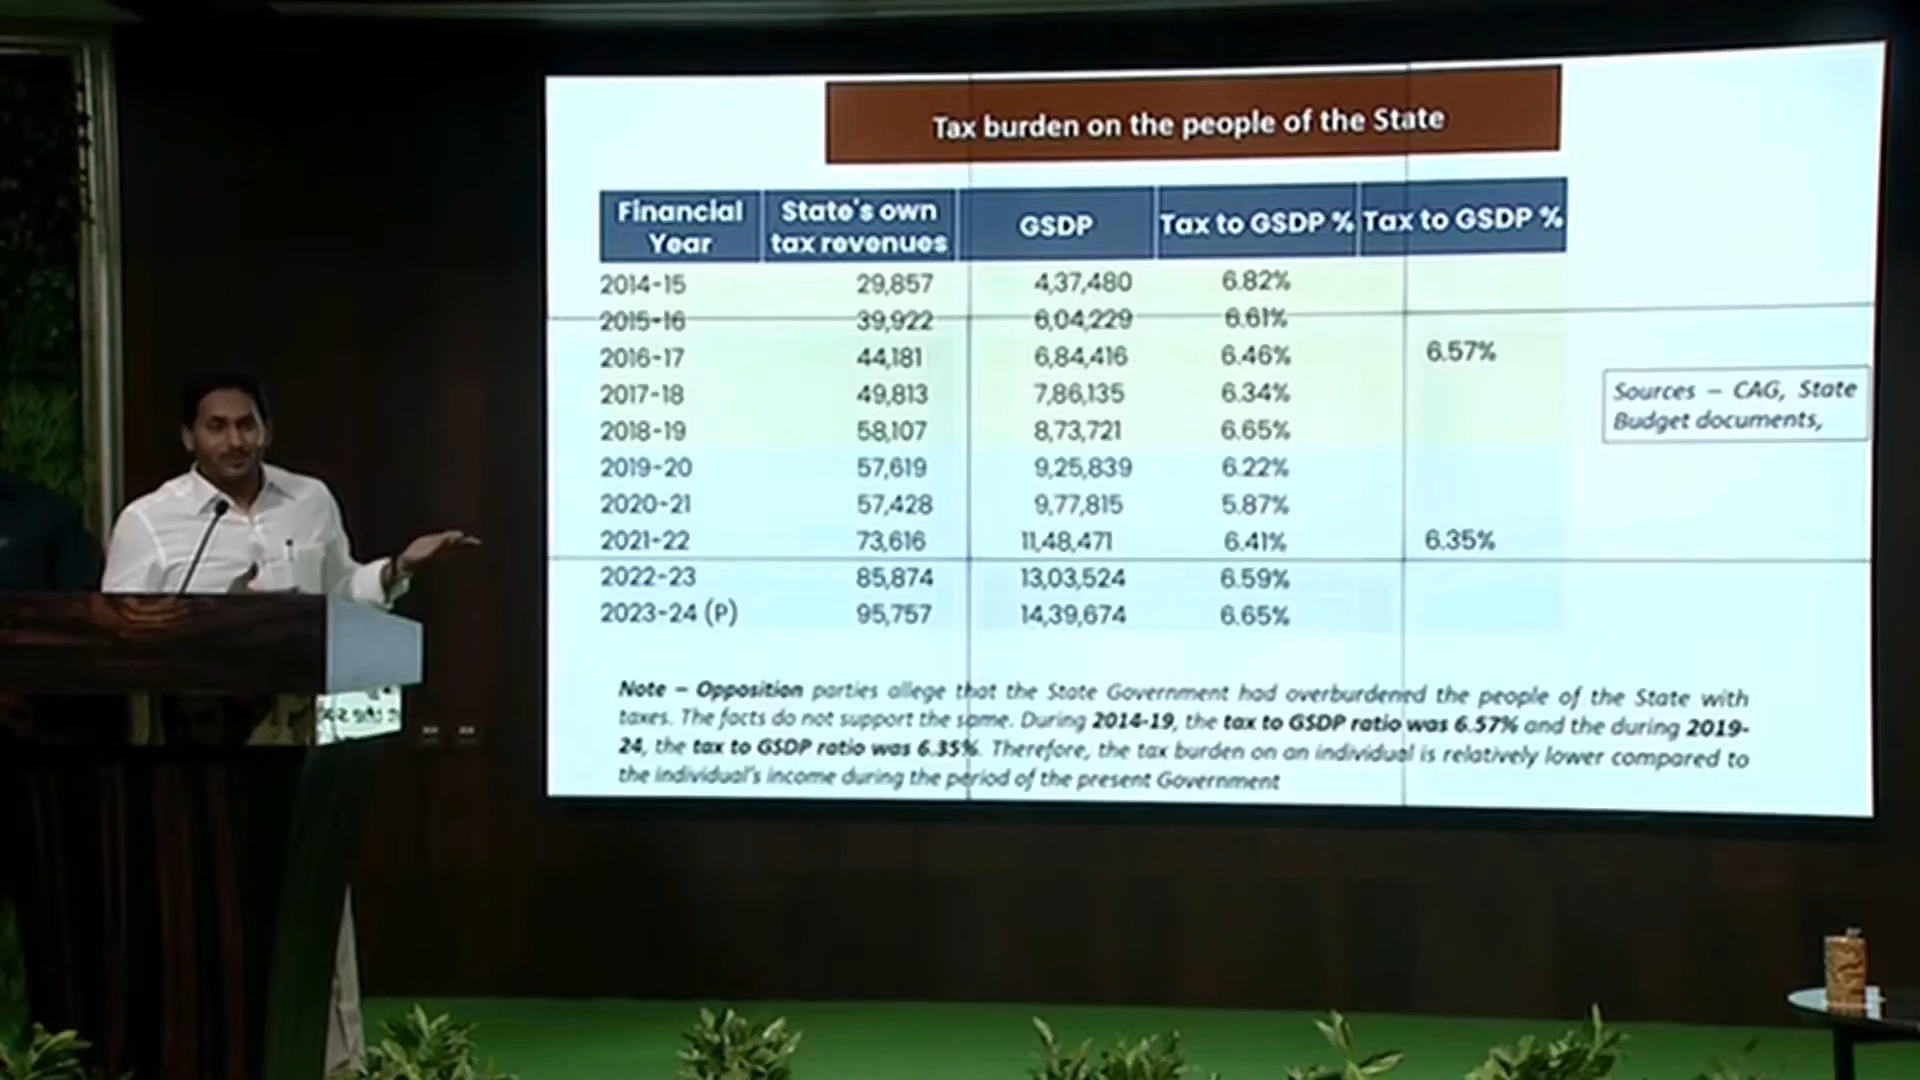 Tax burden on the people of the State
Financial Year State's own tax revenues GSDP Tax to GSDP % Tax to GSDP %
2014-15 29,857 4,37,480 6.82%
2015-16 39,922 6,04,229 6.61%
2016-17 44,181 6,84,416 6.46% 6.57%
2017-18 49,813 7,86,135 6.34%
2018-19 58,107 8,73,721 6.65%
2019-20 57,619 9,25,839 6.22%
2020-21 57,428 9,77,815 5.87%
2021-22 73,616 11,48,471 6.41% 6.35%
2022-23 85,874 13,03,524 6.59%
2023-24 (P) 95,757 14,39,674 6.65%
Sources – CAG, State
Budget documents,
Note – Opposition parties allege that the State Government had overburdened the people of the State with
taxes. The facts do not support the same. During 2014-19, the tax to GSDP ratio was 6.57% and the during 2019-
24, the tax to GSDP ratio was 6.35%. Therefore, the tax burden on an individual is relatively lower compared to
the individual's income during the period of the present Government